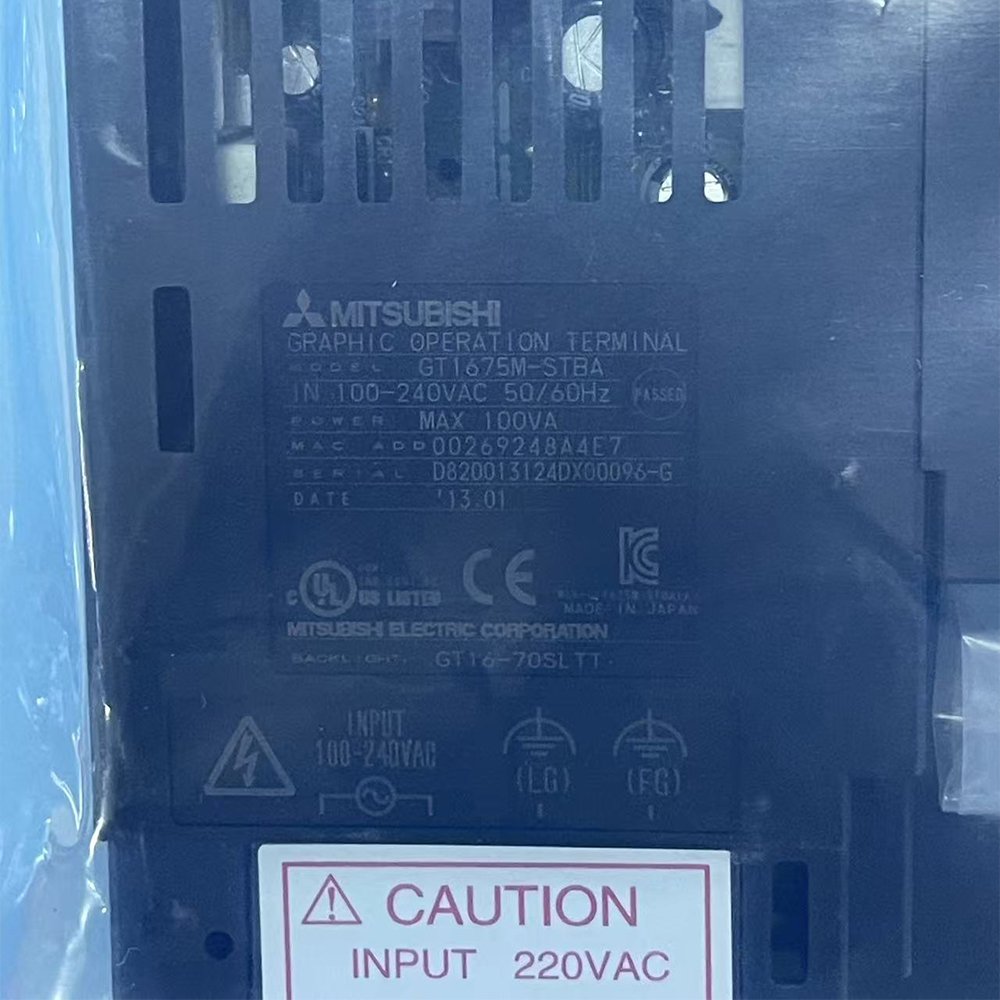 MITSUBISHI
GRAPHIC OPERATION TERMINAL
MODEL GT1675M-STBA
IN 100-240VAC 50/60Hz PASSED
POWER MAX 100VA
MAC ADD 00269248A4E7
SERIAL D820013124DX00096-G
DATE '13.01
C UL US LISTED CE
MADE IN JAPAN
MITSUBISHI ELECTRIC CORPORATION
BACKLIGHT: GT16-70SLTT
INPUT
100-240VAC
(LG) (FG)
CAUTION
INPUT 220VAC